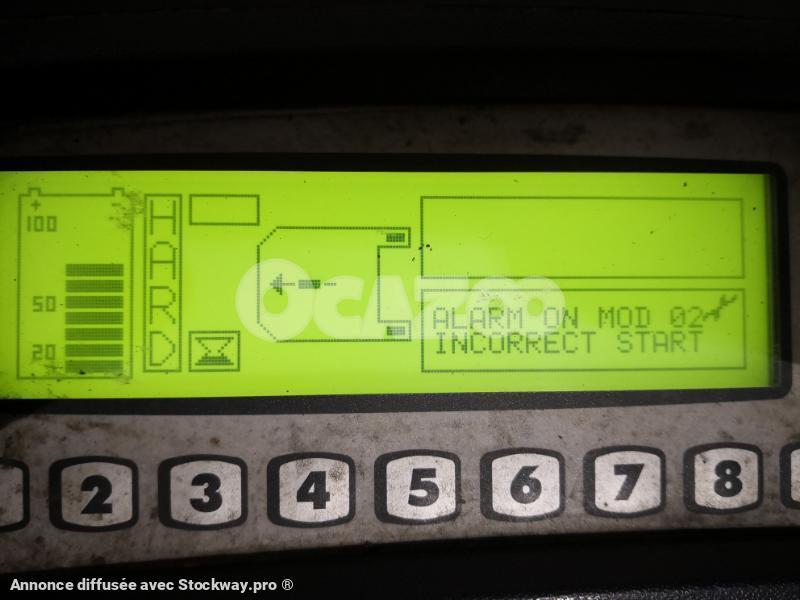 + -
100
50
20
HARD
ALARM ON MOD 02
INCORRECT START
OCAZOO
2 3 4 5 6 7 8
Annonce diffusée avec Stockway.pro ®